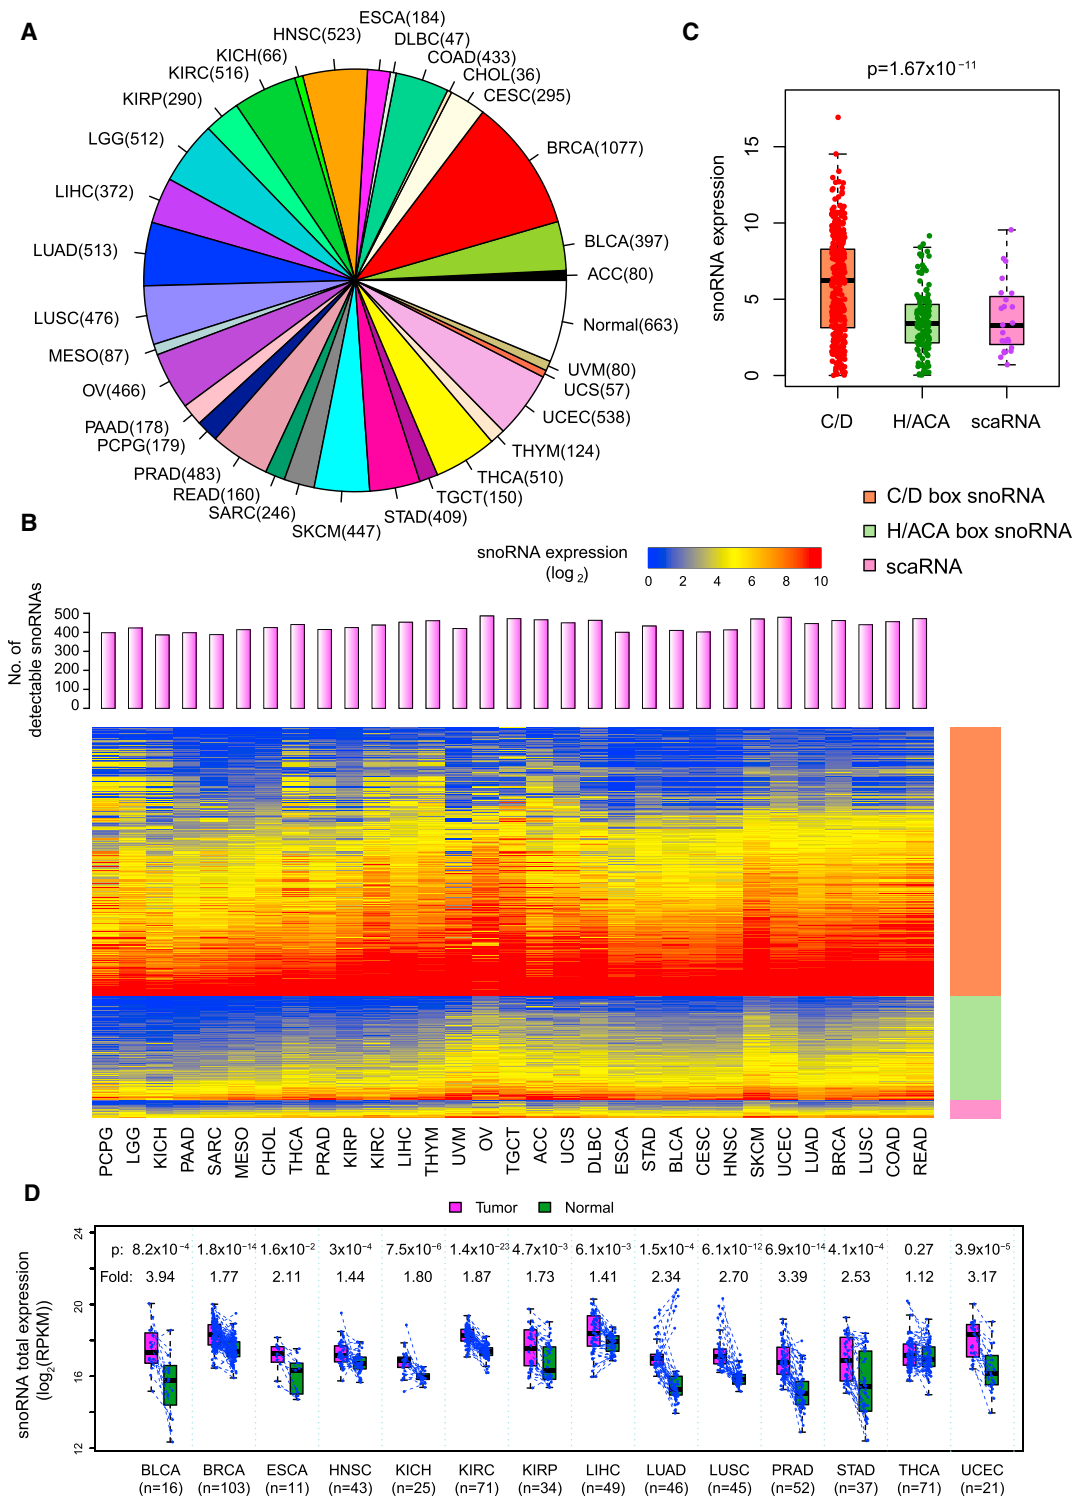 A
ESCA(184)
HNSC(523)
DLBC(47)
KICH(66)
COAD(433)
KIRC(516)
CHOL(36)
KIRP(290)
CESC(295)
LGG(512)
BRCA(1077)
LIHC(372)
LUAD(513)
BLCA(397)
ACC(80)
LUSC(476)
Normal(663)
MESO(87)
UVM(80)
OV(466)
UCS(57)
UCEC(538)
PAAD(178)
PCPG(179)
THYM(124)
PRAD(483)
THCA(510)
READ(160)
TGCT(150)
SARC(246)
STAD(409)
SKCM(447)
C
p=1.67x10⁻¹¹
snoRNA expression
15
10
5
0
C/D H/ACA scaRNA
C/D box snoRNA
H/ACA box snoRNA
scaRNA
B
snoRNA expression
(log₂)
0 2 4 6 8 10
No. of
detectable snoRNAs
500
400
300
200
100
0
PCPG LGG KICH PAAD SARC MESO CHOL THCA PRAD KIRP KIRC LIHC THYM UVM OV TGCT ACC UCS DLBC ESCA STAD BLCA CESC HNSC SKCM UCEC LUAD BRCA LUSC COAD READ
D
Tumor Normal
snoRNA total expression
(log₂(RPKM))
24
20
16
12
p: 8.2x10⁻⁴ 1.8x10⁻¹⁴ 1.6x10⁻² 3x10⁻⁴ 7.5x10⁻⁶ 1.4x10⁻²³ 4.7x10⁻³ 6.1x10⁻³ 1.5x10⁻⁴ 6.1x10⁻¹² 6.9x10⁻¹⁴ 4.1x10⁻⁴ 0.27 3.9x10⁻⁵
Fold: 3.94 1.77 2.11 1.44 1.80 1.87 1.73 1.41 2.34 2.70 3.39 2.53 1.12 3.17
BLCA BRCA ESCA HNSC KICH KIRC KIRP LIHC LUAD LUSC PRAD STAD THCA UCEC
(n=16) (n=103) (n=11) (n=43) (n=25) (n=71) (n=34) (n=49) (n=46) (n=45) (n=52) (n=37) (n=71) (n=21)